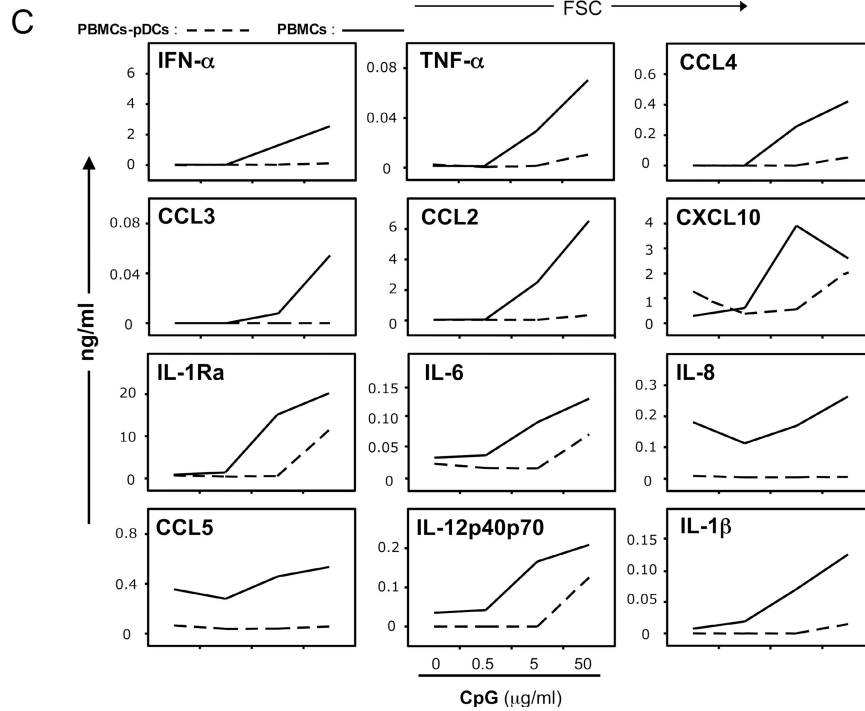 C
FSC
PBMCs-pDCs : PBMCs :
IFN-α
6
4
2
0
TNF-α
0.08
0.04
0
CCL4
0.6
0.4
0.2
0
CCL3
0.08
0.04
0
CCL2
6
4
2
0
CXCL10
4
3
2
1
0
ng/ml
IL-1Ra
20
10
0
IL-6
0.15
0.10
0.05
0
IL-8
0.3
0.2
0.1
0
CCL5
0.8
0.4
0
IL-12p40p70
0.2
0.1
0
IL-1β
0.15
0.10
0.05
0
0 0.5 5 50
CpG (μg/ml)